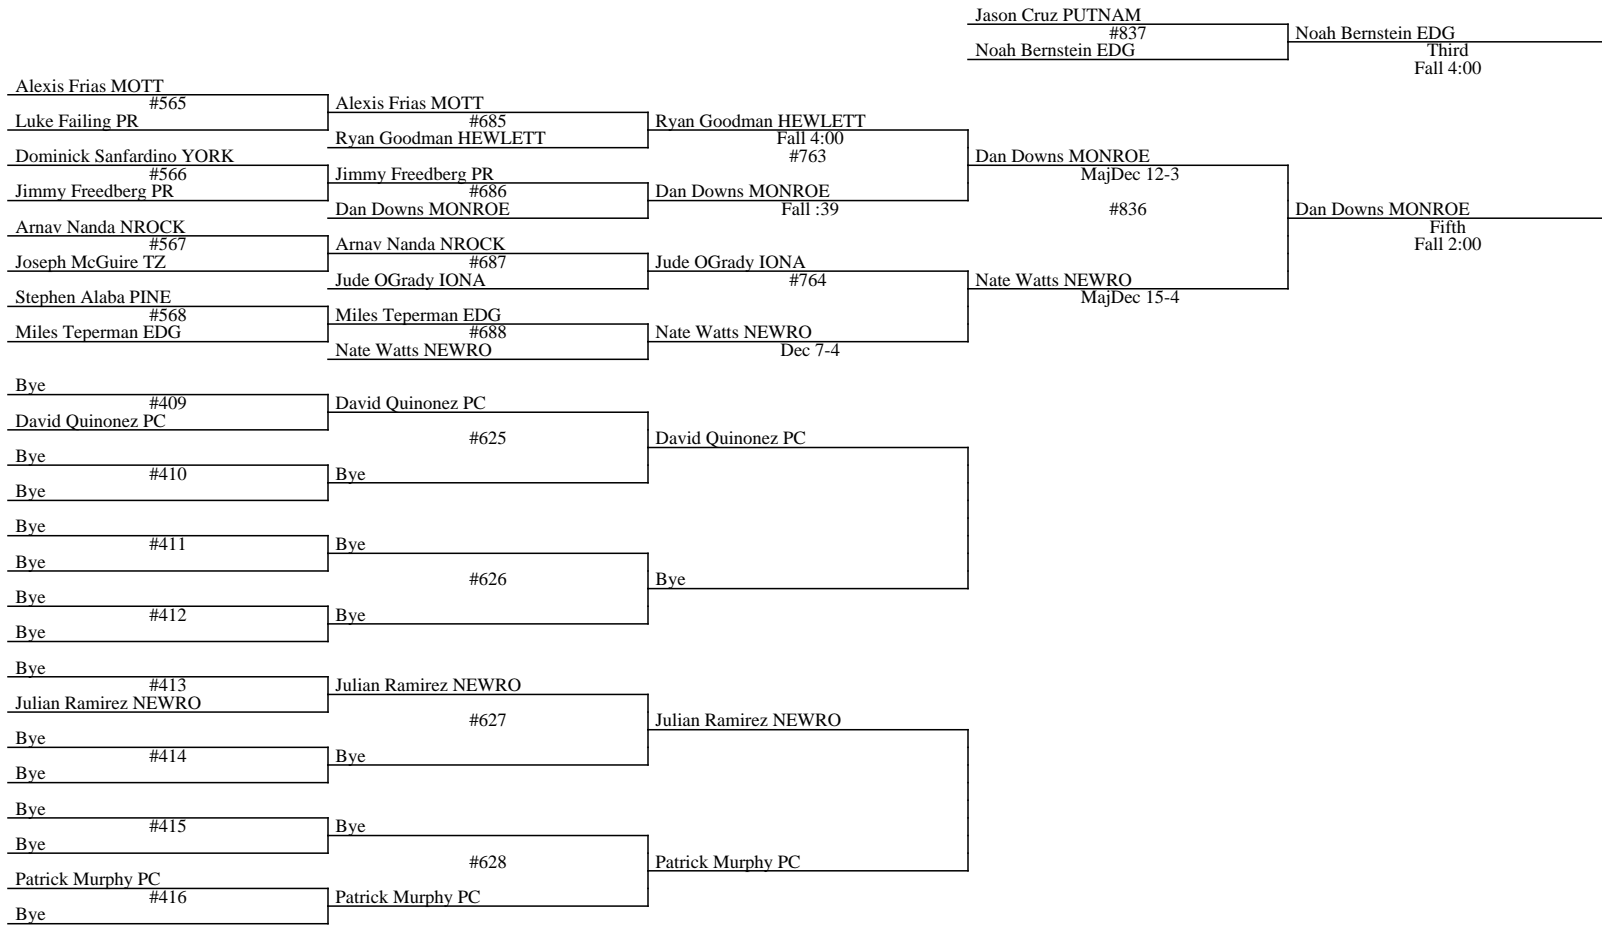 Jason Cruz PUTNAM
#837
Noah Bernstein EDG
Noah Bernstein EDG
Third
Fall 4:00
Alexis Frias MOTT
#565
Luke Failing PR
Dominick Sanfardino YORK
#566
Jimmy Freedberg PR
Arnav Nanda NROCK
#567
Joseph McGuire TZ
Stephen Alaba PINE
#568
Miles Teperman EDG
Alexis Frias MOTT
#685
Ryan Goodman HEWLETT
Jimmy Freedberg PR
#686
Dan Downs MONROE
Arnav Nanda NROCK
#687
Jude OGrady IONA
Miles Teperman EDG
#688
Nate Watts NEWRO
Ryan Goodman HEWLETT
Fall 4:00
#763
Dan Downs MONROE
Fall :39
Jude OGrady IONA
#764
Nate Watts NEWRO
Dec 7-4
Dan Downs MONROE
MajDec 12-3
#836
Nate Watts NEWRO
MajDec 15-4
Dan Downs MONROE
Fifth
Fall 2:00
Bye
#409
David Quinonez PC
Bye
#410
Bye
Bye
#411
Bye
Bye
#412
Bye
Bye
#413
Julian Ramirez NEWRO
Bye
#414
Bye
Bye
#415
Bye
Patrick Murphy PC
#416
Bye
David Quinonez PC
#625
Bye
Bye
#626
Bye
Julian Ramirez NEWRO
#627
Bye
Bye
#628
Patrick Murphy PC
David Quinonez PC
Bye
Julian Ramirez NEWRO
Patrick Murphy PC